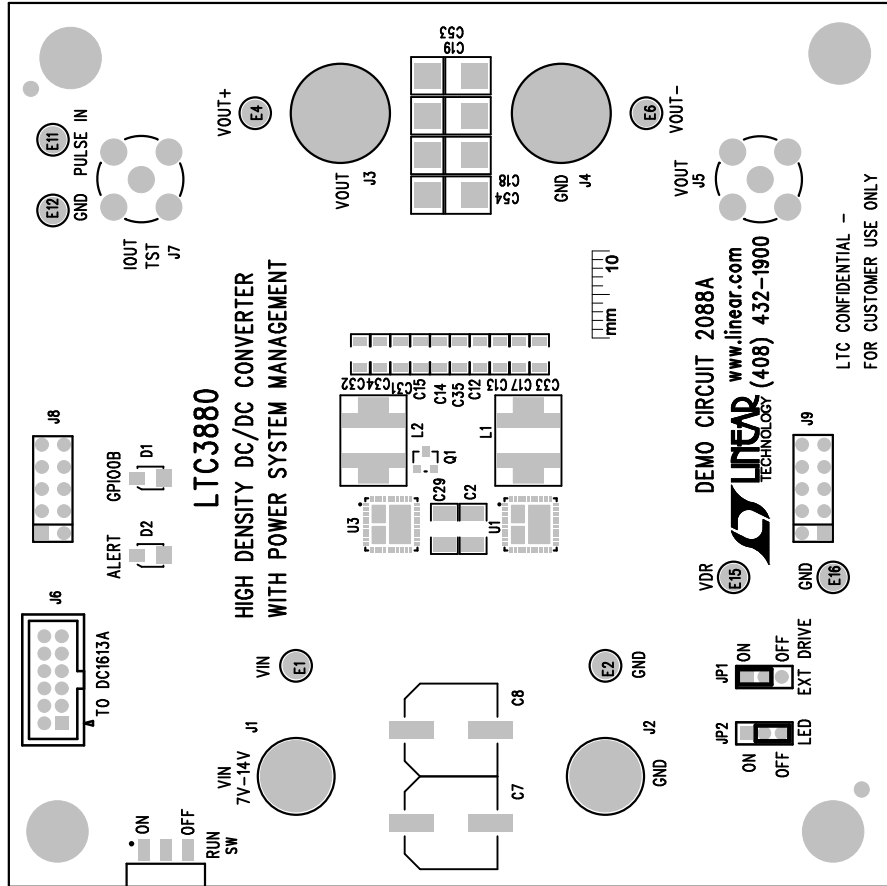 C53
C19
VOUT+
E4
E6
VOUT-
E11
PULSE IN
E12
GND
VOUT
J3
GND
J4
C18
C54
VOUT
J5
IOUT
TST
J7
10
mm
LTC3880
HIGH DENSITY DC/DC CONVERTER
WITH POWER SYSTEM MANAGEMENT
DEMO CIRCUIT 2088A
LINEAR
TECHNOLOGY
www.linear.com
(408) 432-1900
LTC CONFIDENTIAL -
FOR CUSTOMER USE ONLY
C32
C34
C31
C15
C14
C35
C12
C13
C17
C33
L2
Q1
L1
J8
GPIO0B
D1
ALERT
D2
U3
C29
C2
U1
J9
VDR
E15
GND
E16
J6
TO DC1613A
VIN
E1
E2
GND
J1
VIN
7V-14V
C8
C7
J2
GND
JP1
ON
OFF
EXT DRIVE
JP2
ON
OFF
LED
ON
OFF
RUN
SW